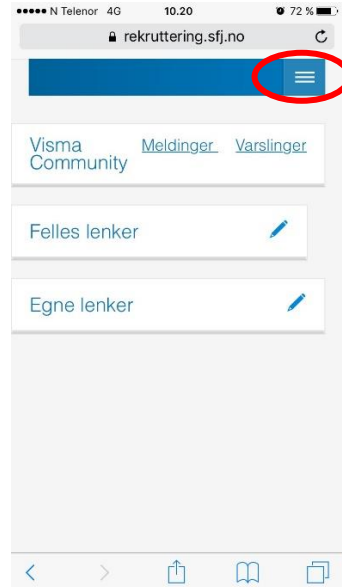 N Telenor 4G 10.20 72 %
rekruttering.sfj.no
Visma Meldinger Varslinger
Community
Felles lenker
Egne lenker